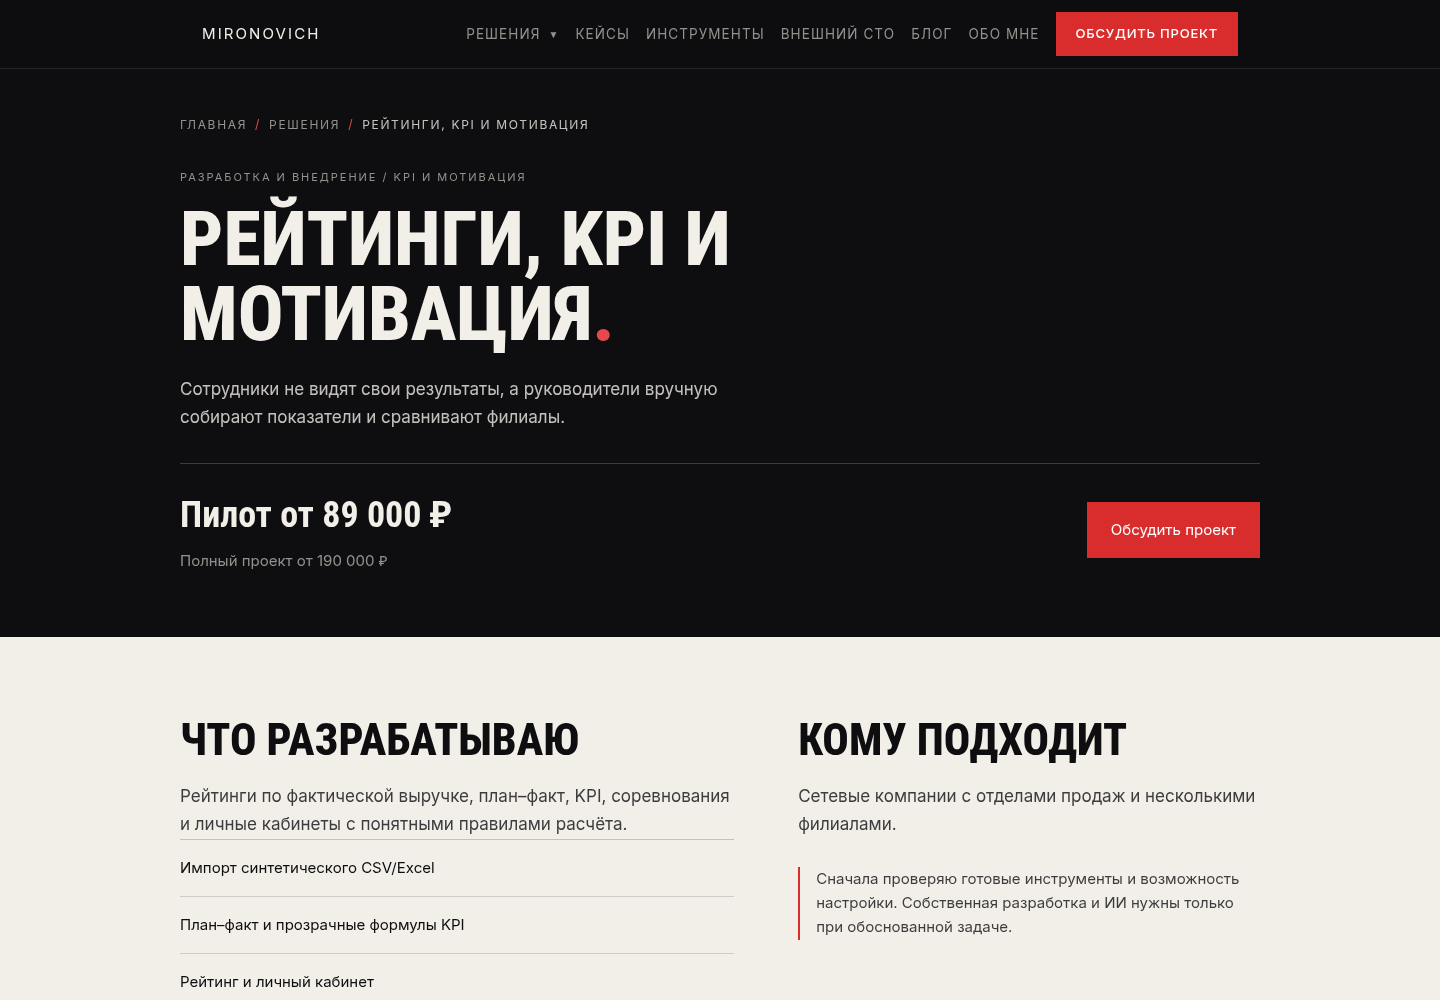 MIRONOVICH
РЕШЕНИЯ ▾ КЕЙСЫ ИНСТРУМЕНТЫ ВНЕШНИЙ CTO БЛОГ ОБО МНЕ ОБСУДИТЬ ПРОЕКТ
ГЛАВНАЯ / РЕШЕНИЯ / РЕЙТИНГИ, KPI И МОТИВАЦИЯ
РАЗРАБОТКА И ВНЕДРЕНИЕ / KPI И МОТИВАЦИЯ
РЕЙТИНГИ, KPI И
МОТИВАЦИЯ.
Сотрудники не видят свои результаты, а руководители вручную
собирают показатели и сравнивают филиалы.
Пилот от 89 000 ₽
Полный проект от 190 000 ₽
Обсудить проект
ЧТО РАЗРАБАТЫВАЮ
Рейтинги по фактической выручке, план–факт, KPI, соревнования
и личные кабинеты с понятными правилами расчёта.
Импорт синтетического CSV/Excel
План–факт и прозрачные формулы KPI
Рейтинг и личный кабинет
КОМУ ПОДХОДИТ
Сетевые компании с отделами продаж и несколькими
филиалами.
Сначала проверяю готовые инструменты и возможность
настройки. Собственная разработка и ИИ нужны только
при обоснованной задаче.